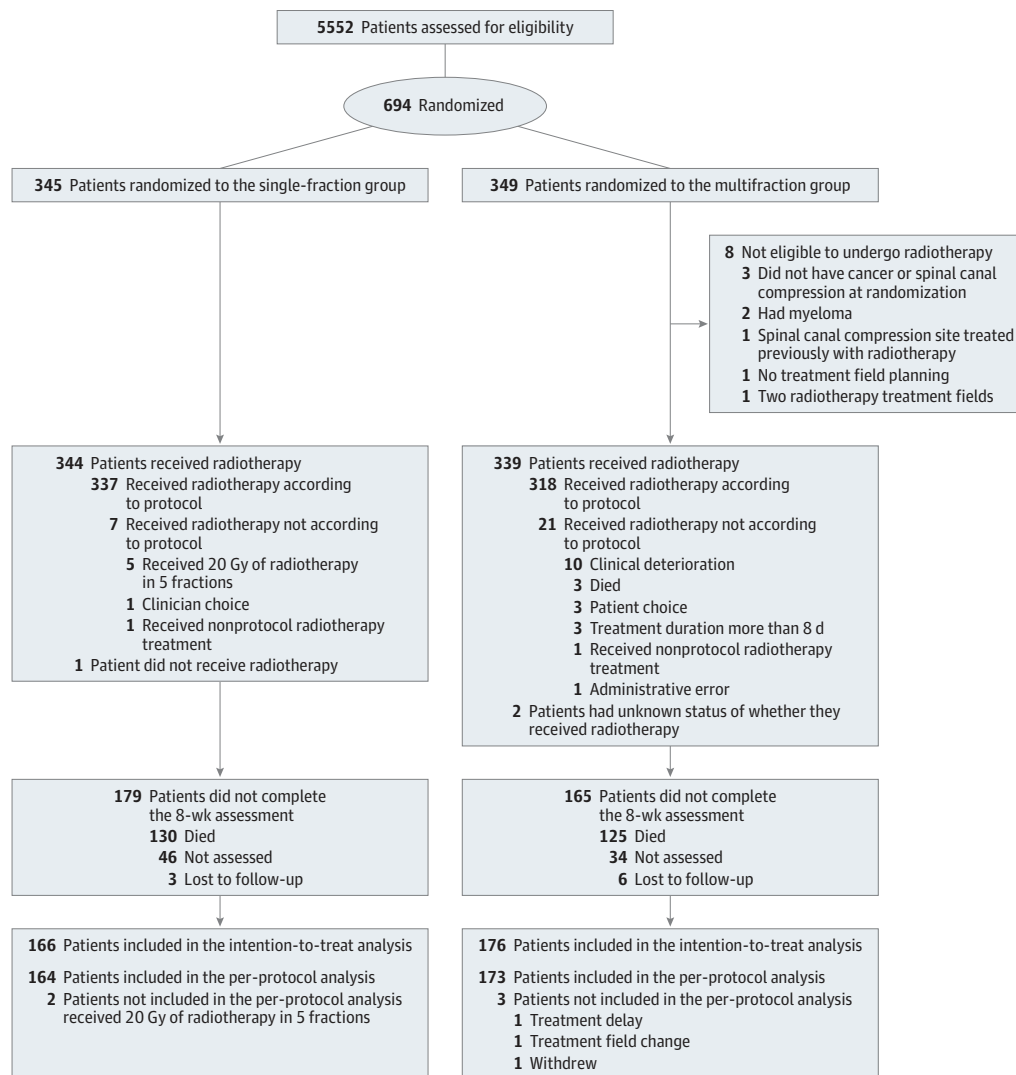 5552 Patients assessed for eligibility
694 Randomized
345 Patients randomized to the single-fraction group
349 Patients randomized to the multifraction group
8 Not eligible to undergo radiotherapy
3 Did not have cancer or spinal canal
compression at randomization
2 Had myeloma
1 Spinal canal compression site treated
previously with radiotherapy
1 No treatment field planning
1 Two radiotherapy treatment fields
344 Patients received radiotherapy
337 Received radiotherapy according
to protocol
7 Received radiotherapy not according
to protocol
5 Received 20 Gy of radiotherapy
in 5 fractions
1 Clinician choice
1 Received nonprotocol radiotherapy
treatment
1 Patient did not receive radiotherapy
339 Patients received radiotherapy
318 Received radiotherapy according
to protocol
21 Received radiotherapy not according
to protocol
10 Clinical deterioration
3 Died
3 Patient choice
3 Treatment duration more than 8 d
1 Received nonprotocol radiotherapy
treatment
1 Administrative error
2 Patients had unknown status of whether they
received radiotherapy
179 Patients did not complete
the 8-wk assessment
130 Died
46 Not assessed
3 Lost to follow-up
165 Patients did not complete
the 8-wk assessment
125 Died
34 Not assessed
6 Lost to follow-up
166 Patients included in the intention-to-treat analysis
164 Patients included in the per-protocol analysis
2 Patients not included in the per-protocol analysis
received 20 Gy of radiotherapy in 5 fractions
176 Patients included in the intention-to-treat analysis
173 Patients included in the per-protocol analysis
3 Patients not included in the per-protocol analysis
1 Treatment delay
1 Treatment field change
1 Withdrew